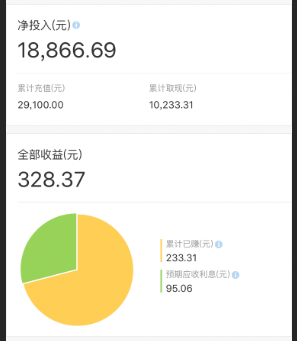 净投入(元)
18,866.69
累计充值(元) 累计取现(元)
29,100.00 10,233.31
全部收益(元)
328.37
累计已赚(元)
233.31
预期应收利息(元)
95.06